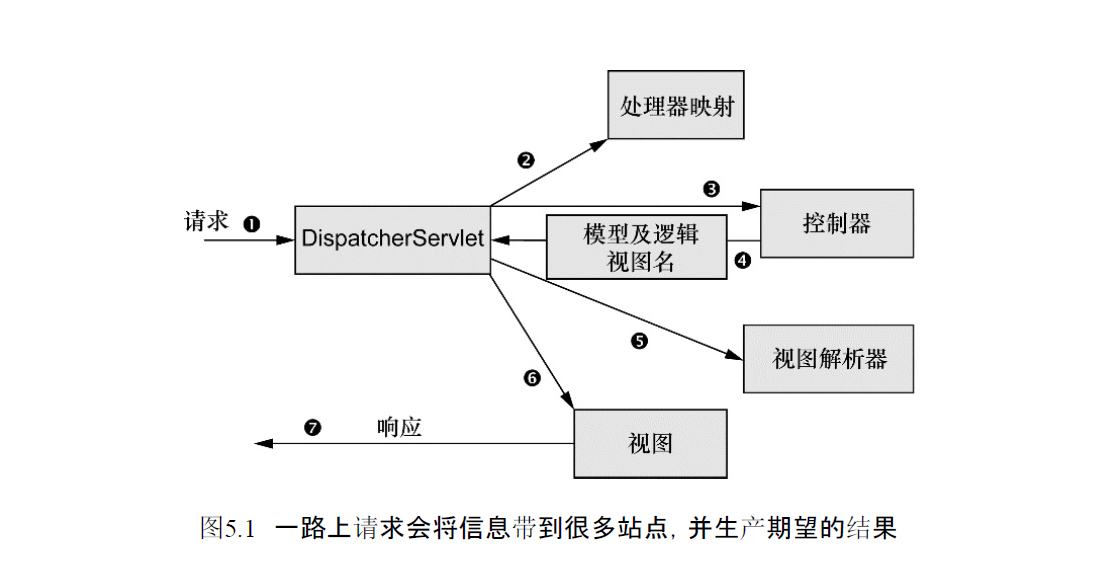 处理器映射
❷
❸
请求 ❶
DispatcherServlet
模型及逻辑
视图名
控制器
❹
❺
视图解析器
❻
❼ 响应
视图
图5.1 一路上请求会将信息带到很多站点，并生产期望的结果